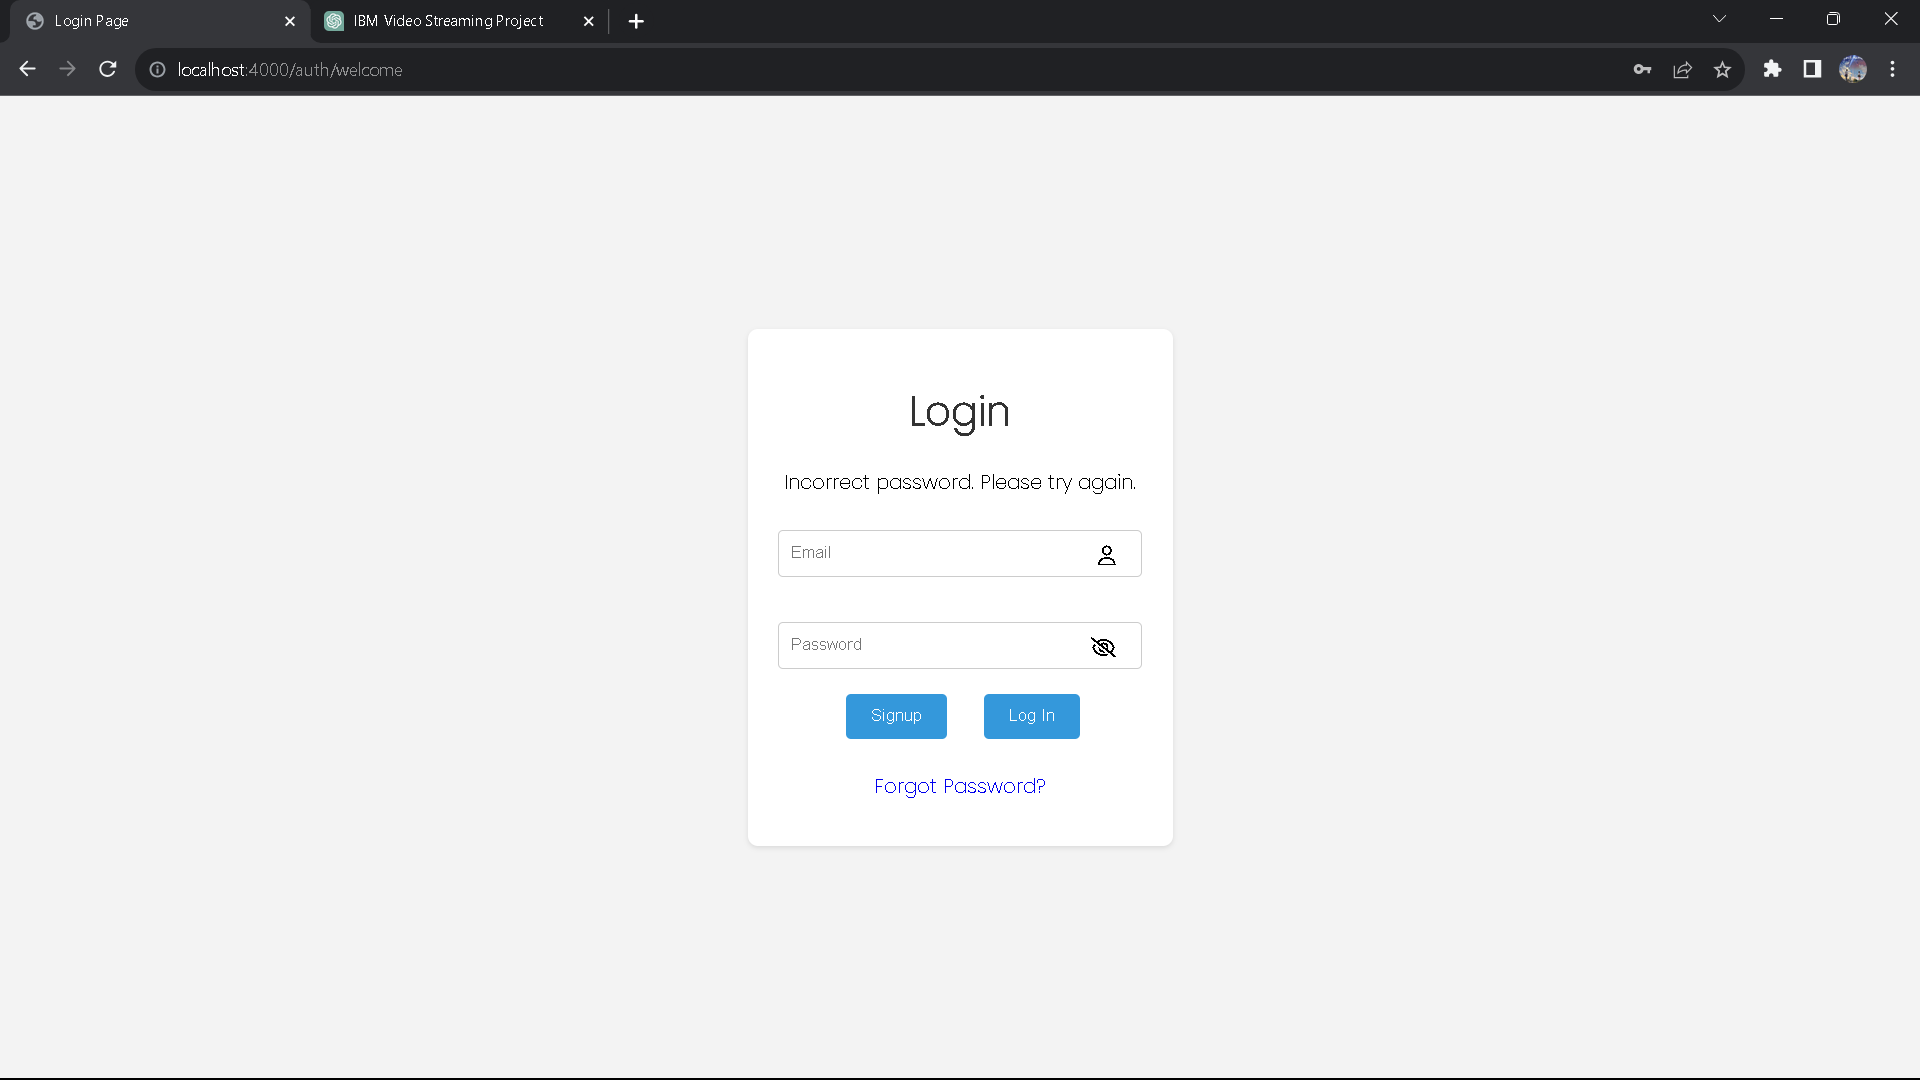 Login Page
IBM Video Streaming Project
localhost:4000/auth/welcome
Login
Incorrect password. Please try again.
Email
Password
Signup
Log In
Forgot Password?